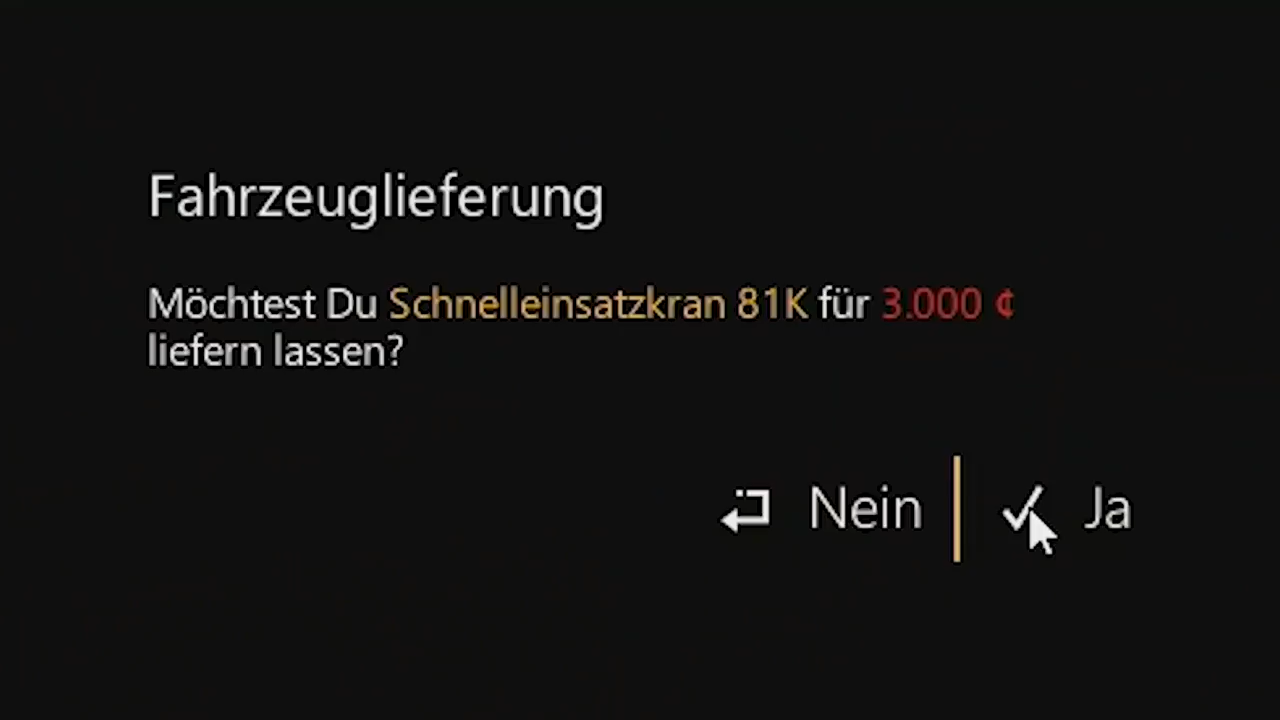 Fahrzeuglieferung
Möchtest Du Schnelleinsatzkran 81K für 3.000 ¢
liefern lassen?
Nein
Ja